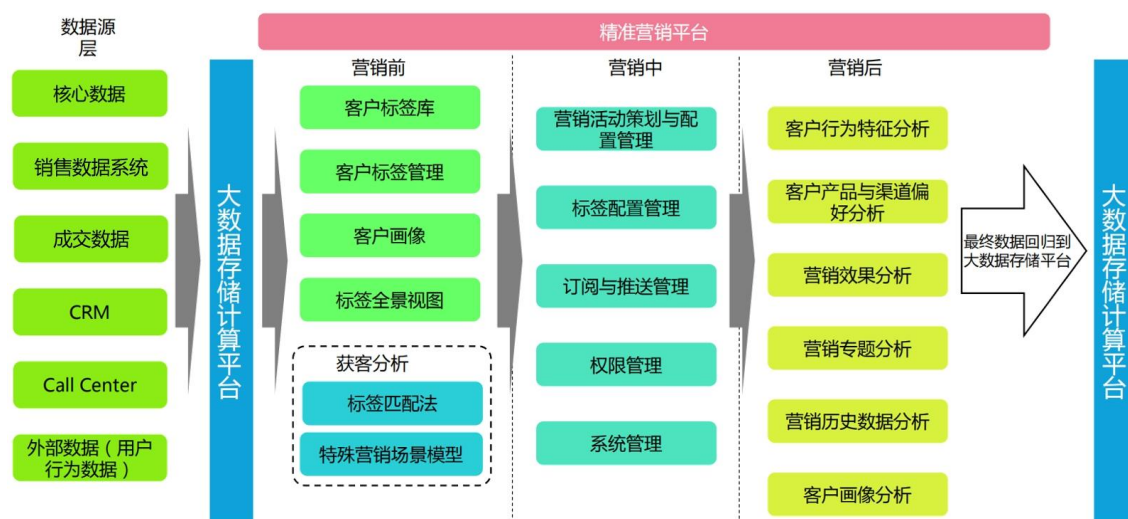 数据源
层
核心数据
销售数据系统
成交数据
CRM
Call Center
外部数据（用户
行为数据）
大数据存储计算平台
精准营销平台
营销前
客户标签库
客户标签管理
客户画像
标签全景视图
获客分析
标签匹配法
特殊营销场景模型
营销中
营销活动策划与配
置管理
标签配置管理
订阅与推送管理
权限管理
系统管理
营销后
客户行为特征分析
客户产品与渠道偏
好分析
营销效果分析
营销专题分析
营销历史数据分析
客户画像分析
最终数据回归到
大数据存储平台
大数据存储计算平台